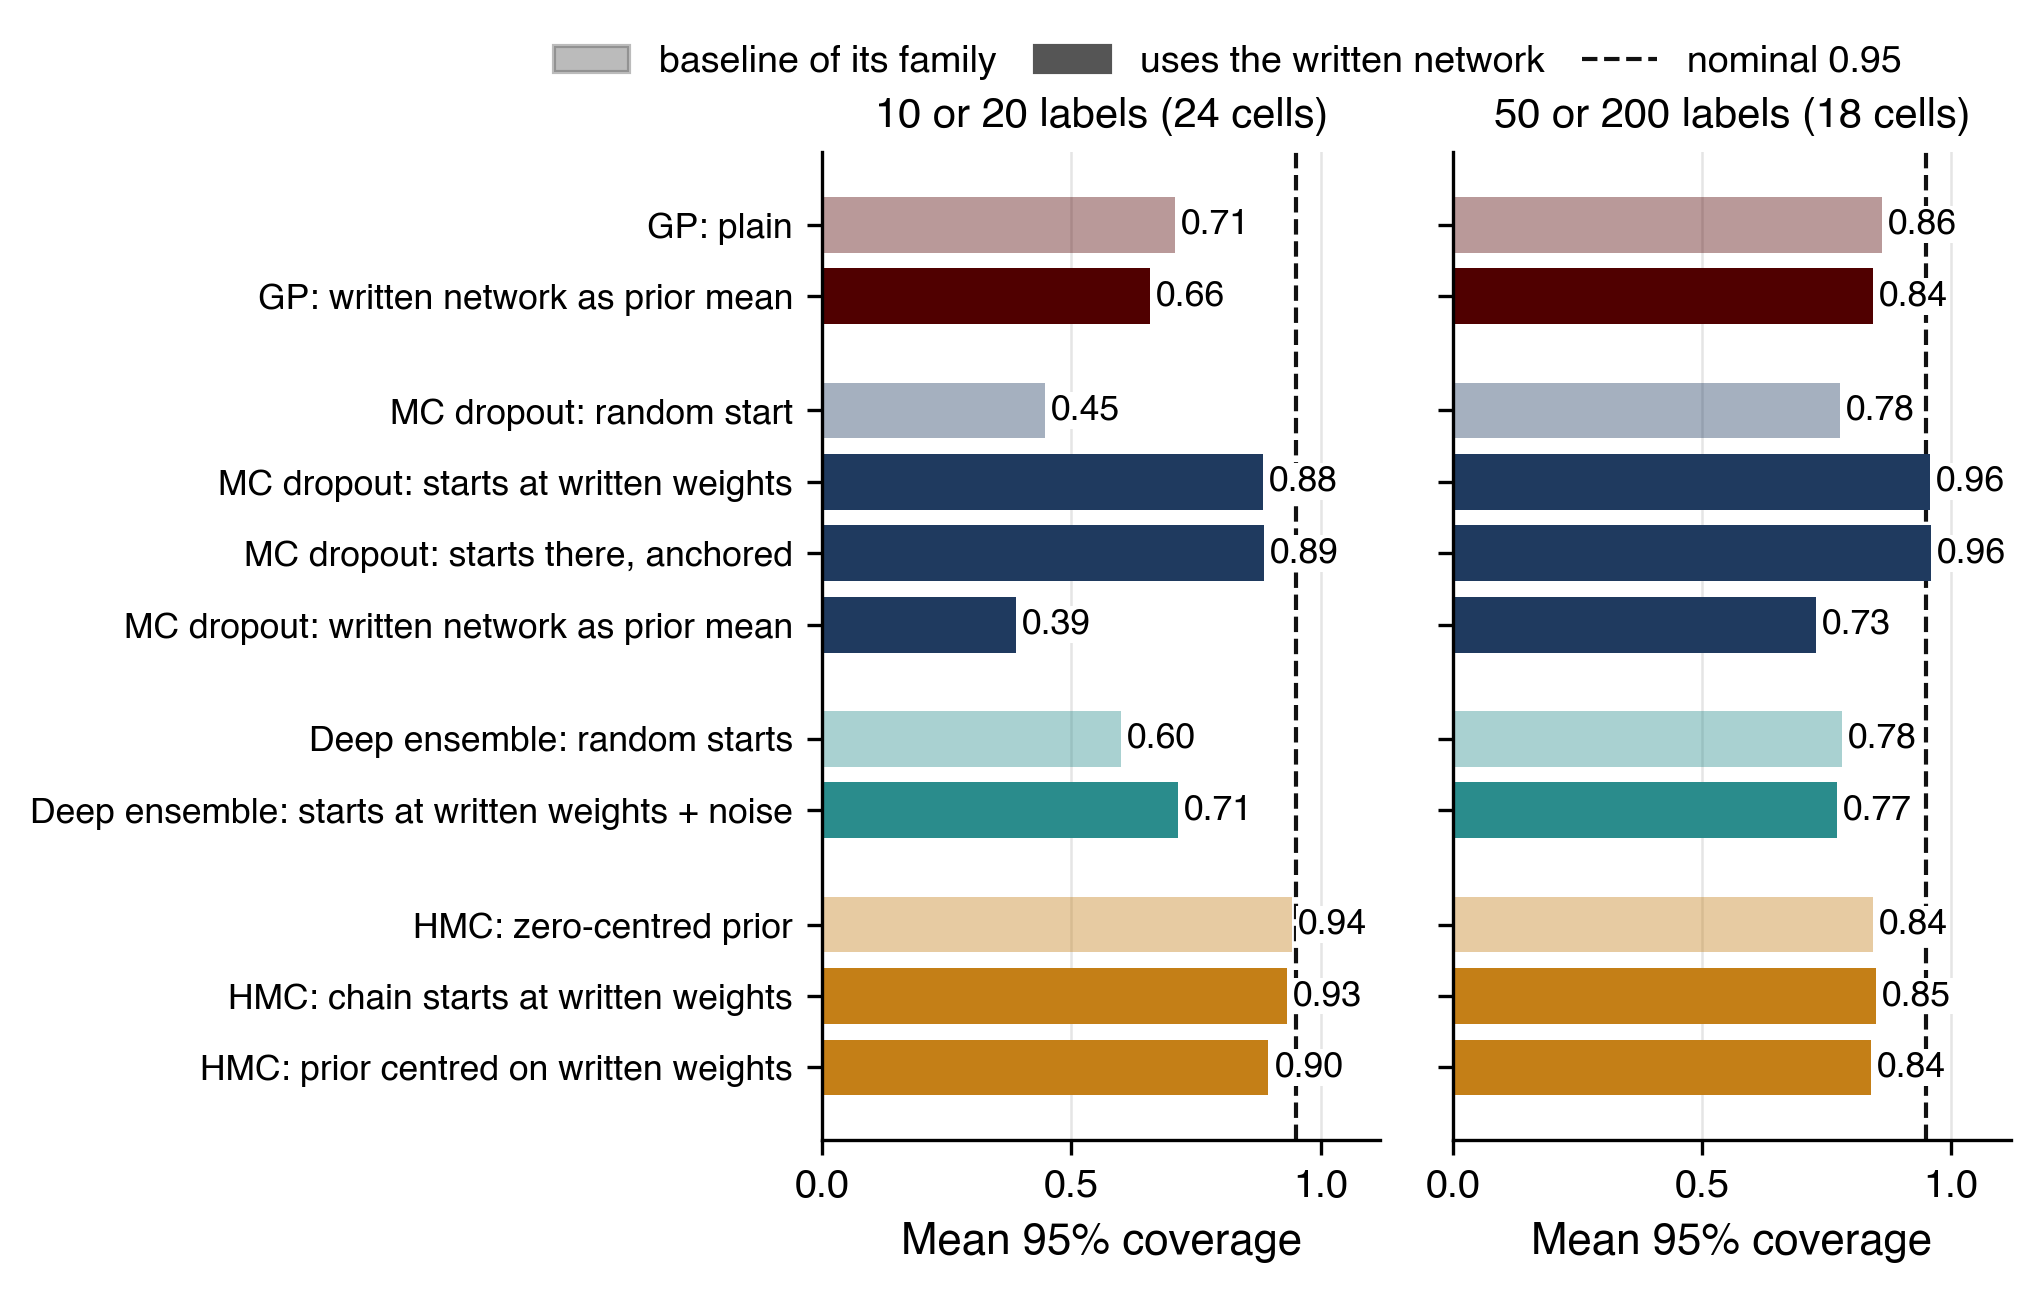 baseline of its family
uses the written network
nominal 0.95
10 or 20 labels (24 cells)
50 or 200 labels (18 cells)
GP: plain
0.71
0.86
GP: written network as prior mean
0.66
0.84
MC dropout: random start
0.45
0.78
MC dropout: starts at written weights
0.88
0.96
MC dropout: starts there, anchored
0.89
0.96
MC dropout: written network as prior mean
0.39
0.73
Deep ensemble: random starts
0.60
0.78
Deep ensemble: starts at written weights + noise
0.71
0.77
HMC: zero-centred prior
0.94
0.84
HMC: chain starts at written weights
0.93
0.85
HMC: prior centred on written weights
0.90
0.84
0.0
0.5
1.0
0.0
0.5
1.0
Mean 95% coverage
Mean 95% coverage